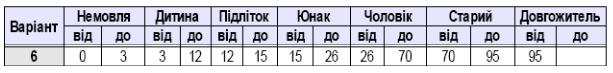 Варіант Немовля Дитина Підліток Юнак Чоловік Старий Довгожитель
від до від до від до від до від до від до від до
6 0 3 3 12 12 15 15 26 26 70 70 95 95